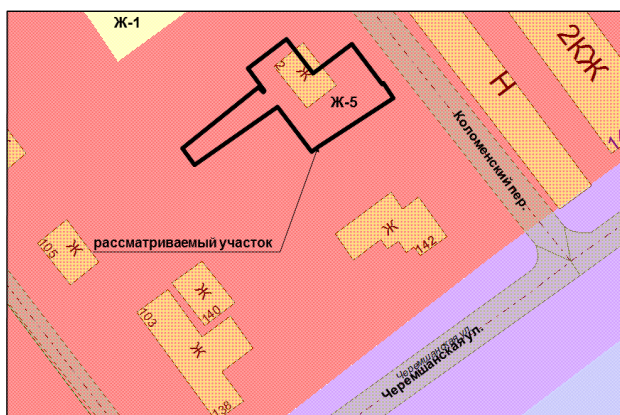 Ж-1
2
Ж
Ж-5
Н
2КЖ
Коломенский пер.
рассматриваемый участок
105
Ж
Ж
142
103
Ж
140
Ж
138
Черемшанская ул.
Черемшанская ул.